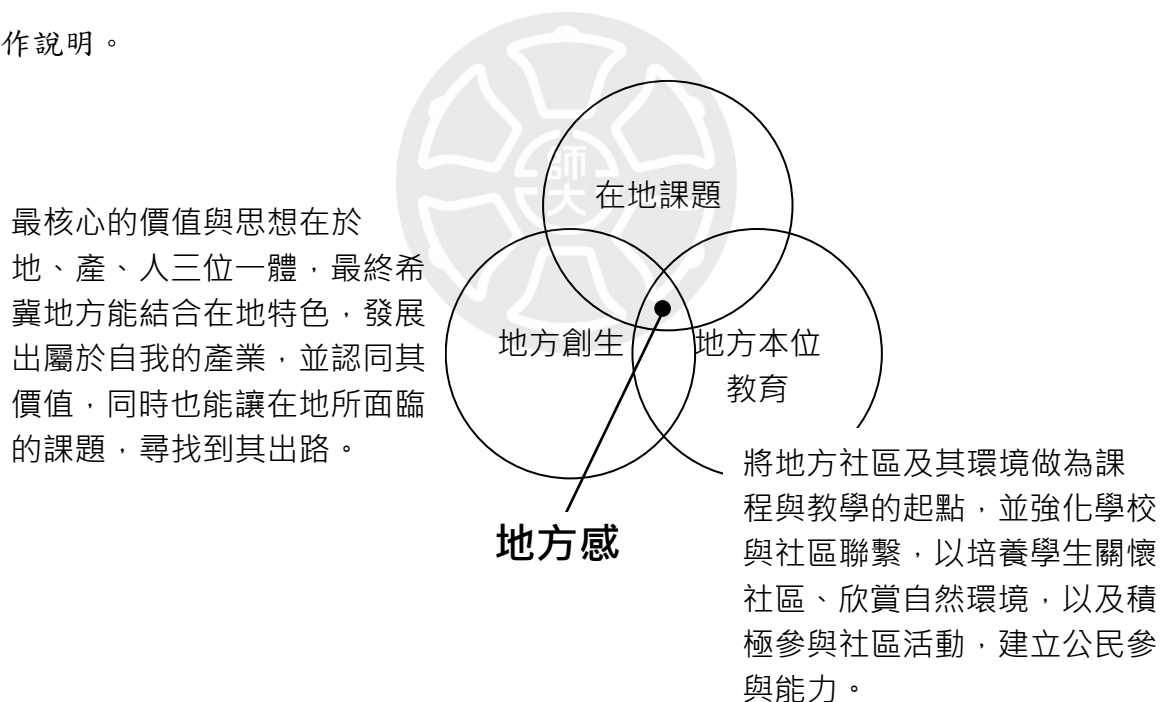 作說明。
師大
在地課題
最核心的價值與思想在於
地、產、人三位一體，最終希
冀地方能結合在地特色，發展
出屬於自我的產業，並認同其
價值，同時也能讓在地所面臨
的課題，尋找到其出路。
地方創生
地方本位
教育
地方感
將地方社區及其環境做為課
程與教學的起點，並強化學校
與社區聯繫，以培養學生關懷
社區、欣賞自然環境，以及積
極參與社區活動，建立公民參
與能力。